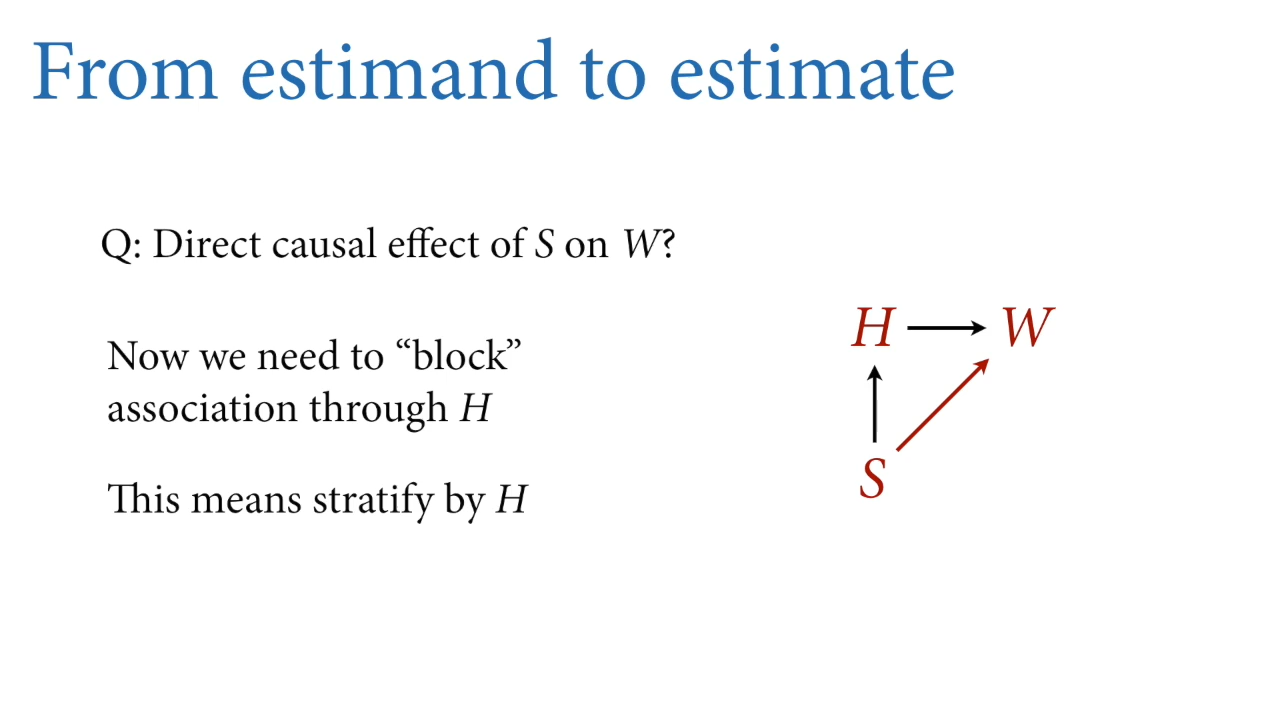 From estimand to estimate
Q: Direct causal effect of S on W?
Now we need to “block”
association through H
This means stratify by H
H W
S